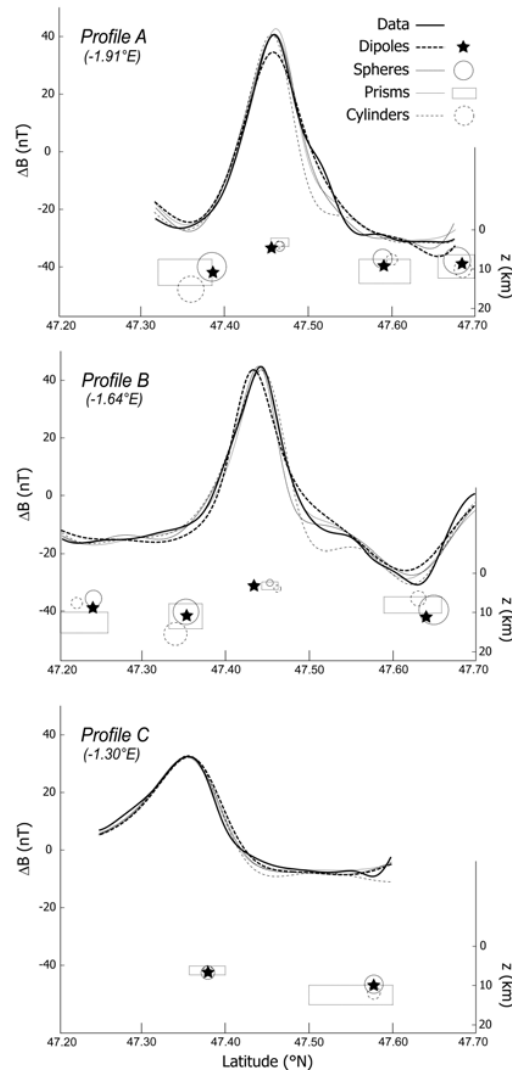 Profile A
(-1.91°E)
Data
Dipoles
Spheres
Prisms
Cylinders
40
20
0
-20
-40
ΔB (nT)
0
10
20
z (km)
47.20
47.30
47.40
47.50
47.60
47.70
Profile B
(-1.64°E)
40
20
0
-20
-40
ΔB (nT)
0
10
20
z (km)
47.20
47.30
47.40
47.50
47.60
47.70
Profile C
(-1.30°E)
40
20
0
-20
-40
ΔB (nT)
0
10
20
z (km)
47.20
47.30
47.40
47.50
47.60
47.70
Latitude (°N)